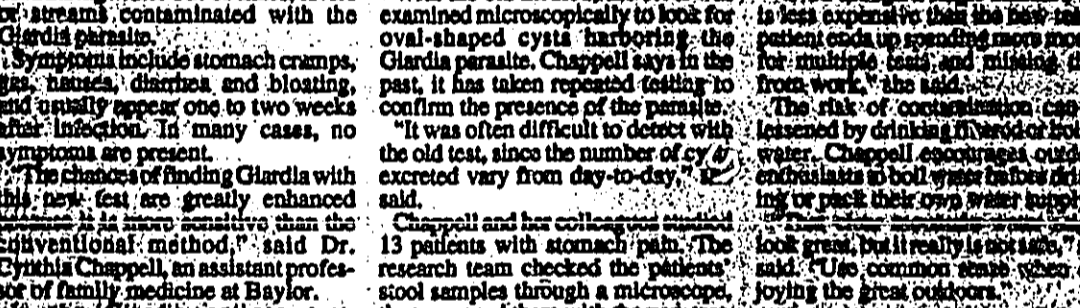 or streams contaminated with the
Giardia parasite.
Symptoms include stomach cramps,
gas, nausea, diarrhea and bloating,
and usually appear one to two weeks
after infection. In many cases, no
symptoms are present.
"The chances of finding Giardia with
this new test are greatly enhanced
because it is more sensitive than the
conventional method," said Dr.
Cynthia Chappell, an assistant profes-
sor of family medicine at Baylor.
examined microscopically to look for
oval-shaped cysts harboring the
Giardia parasite. Chappell says in the
past, it has taken repeated testing to
confirm the presence of the parasite.
"It was often difficult to detect with
the old test, since the number of
excreted vary from day-to-day,"
said.
Chappell and her colleagues studied
13 patients with stomach pain. The
research team checked the patients'
stool samples through a microscope,
is less expensive than the new
patient ends up spending more
for multiple tests and missing
from work," she said.
The risk of contamination can
lessened by drinking
water. Chappell encourages
enthusiasts to boil water before
ing or pack their own water
look great, but it really is not safe,"
said. "Use common sense when
joying the great outdoors."